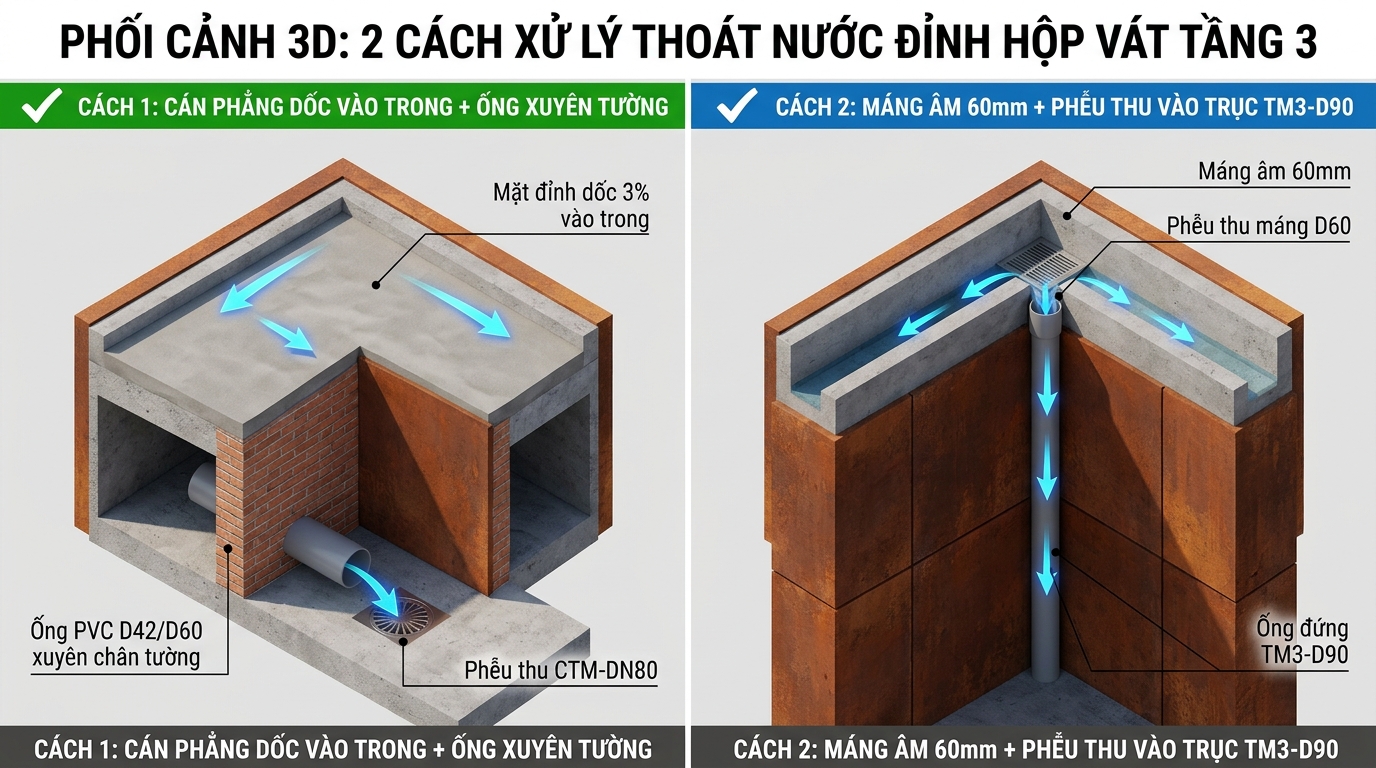 PHỐI CẢNH 3D: 2 CÁCH XỬ LÝ THOÁT NƯỚC ĐỈNH HỘP VÁT TẦNG 3
CÁCH 1: CÁN PHẲNG DỐC VÀO TRONG + ỐNG XUYÊN TƯỜNG
Mặt đỉnh dốc 3%
vào trong
Ống PVC D42/D60
xuyên chân tường
Phễu thu CTM-DN80
CÁCH 1: CÁN PHẲNG DỐC VÀO TRONG + ỐNG XUYÊN TƯỜNG
CÁCH 2: MÁNG ÂM 60mm + PHỄU THU VÀO TRỤC TM3-D90
Máng âm 60mm
Phễu thu máng D60
Ống đứng
TM3-D90
CÁCH 2: MÁNG ÂM 60mm + PHỄU THU VÀO TRỤC TM3-D90